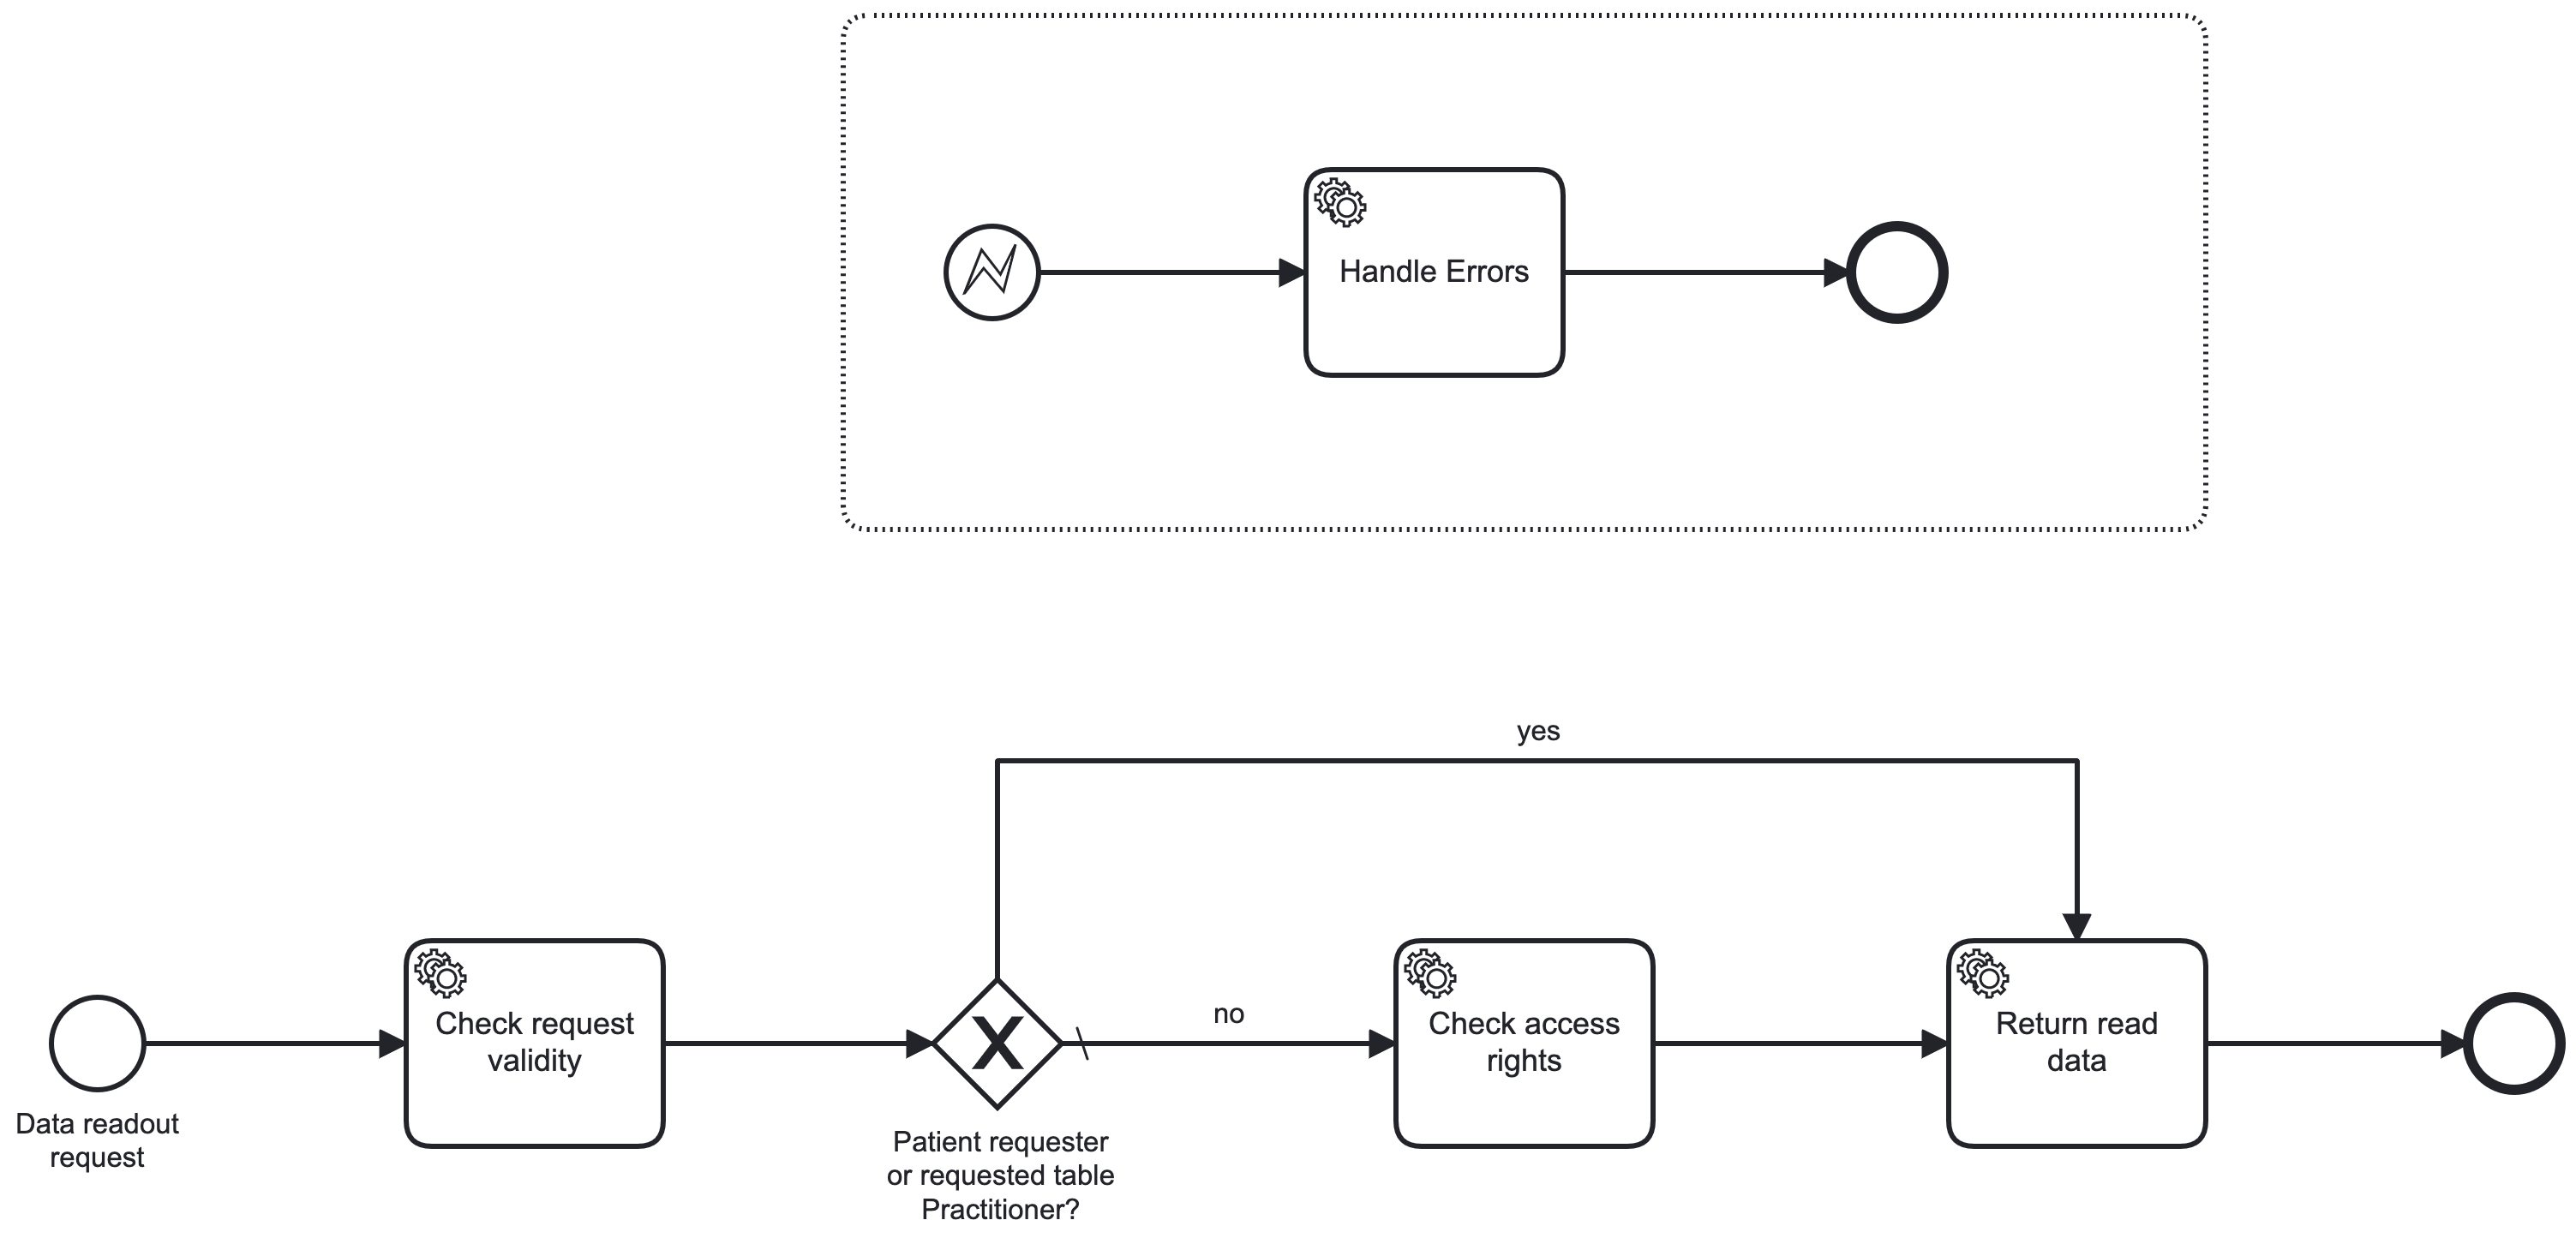 Handle Errors
yes
Data readout
request
Check request
validity
Patient requester
or requested table
Practitioner?
no
Check access
rights
Return read
data